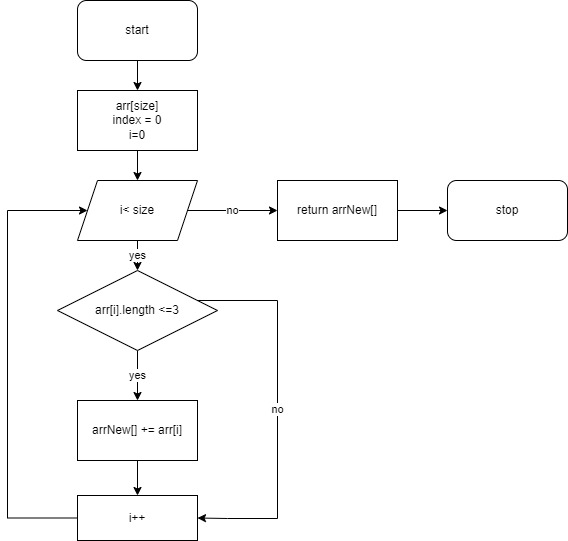 start
arr[size]
index = 0
i=0
i< size
no
return arrNew[]
stop
yes
arr[i].length <=3
yes
no
arrNew[] += arr[i]
i++